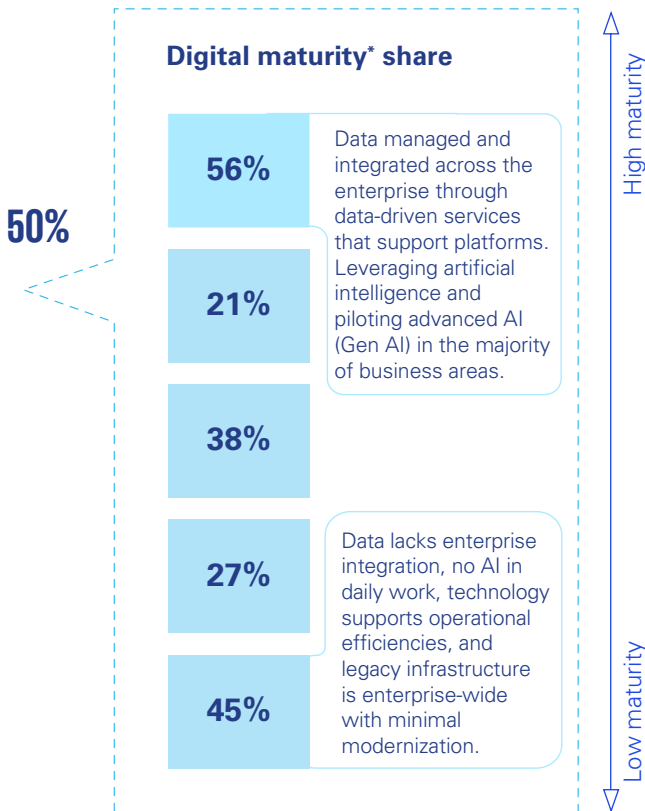 Digital maturity* share
50%
56%
Data managed and
integrated across the
enterprise through
data-driven services
that support platforms.
Leveraging artificial
intelligence and
piloting advanced AI
(Gen AI) in the majority
of business areas.
21%
38%
27%
45%
Data lacks enterprise
integration, no AI in
daily work, technology
supports operational
efficiencies, and
legacy infrastructure
is enterprise-wide
with minimal
modernization.
High maturity
Low maturity